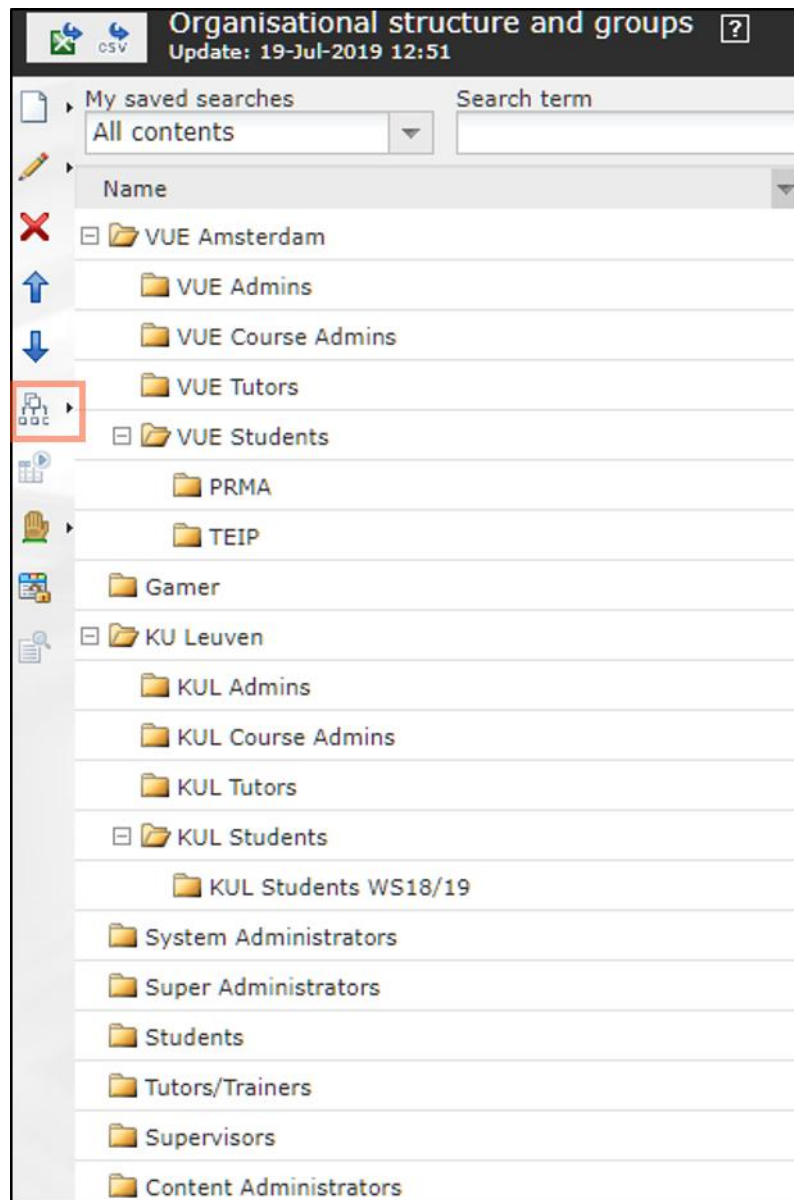 Organisational structure and groups ?
CSV Update: 19-Jul-2019 12:51
My saved searches Search term
All contents
Name
VUE Amsterdam
VUE Admins
VUE Course Admins
VUE Tutors
VUE Students
PRMA
TEIP
Gamer
KU Leuven
KUL Admins
KUL Course Admins
KUL Tutors
KUL Students
KUL Students WS18/19
System Administrators
Super Administrators
Students
Tutors/Trainers
Supervisors
Content Administrators